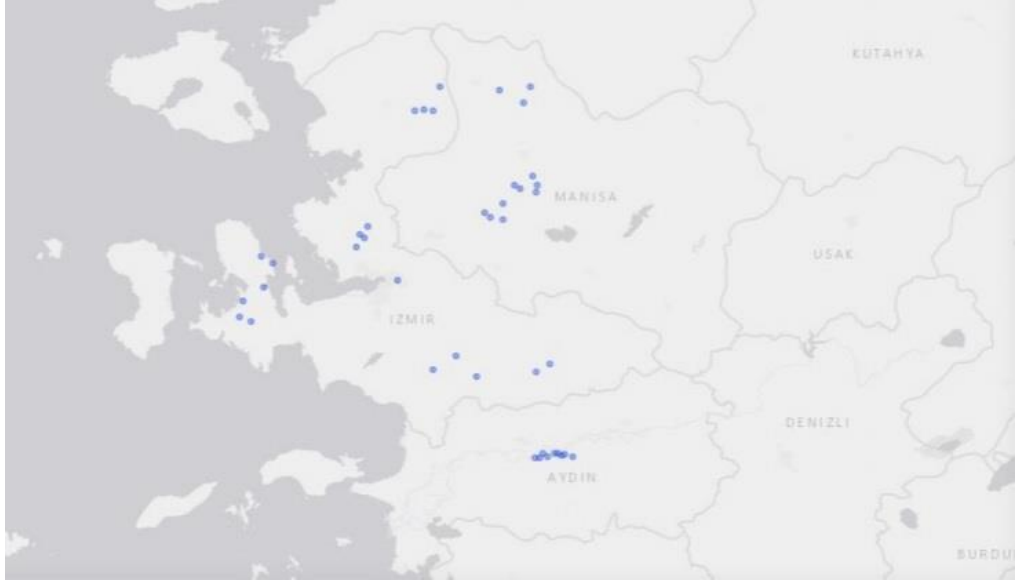 KUTAHYA
MANISA
USAK
IZMIR
DENIZLI
AYDIN
BURDU